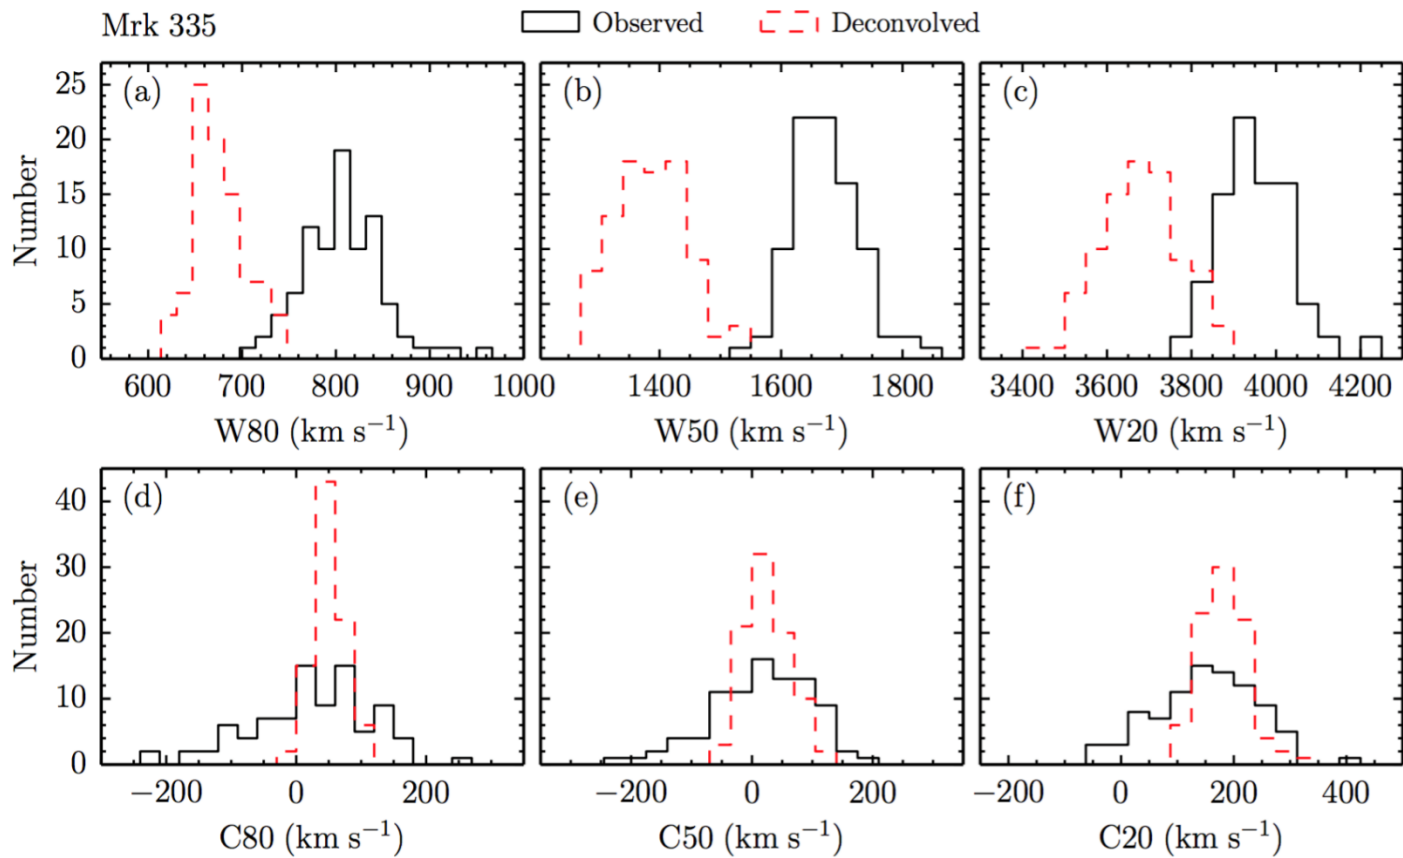 Mrk 335 Observed Deconvolved
(a) (b) (c)
25
20
15
10
5
0
Number
600 700 800 900 1000 1400 1600 1800 3400 3600 3800 4000 4200
W80 (km s⁻¹) W50 (km s⁻¹) W20 (km s⁻¹)
(d) (e) (f)
40
30
20
10
0
Number
−200 0 200 −200 0 200 −200 0 200 400
C80 (km s⁻¹) C50 (km s⁻¹) C20 (km s⁻¹)